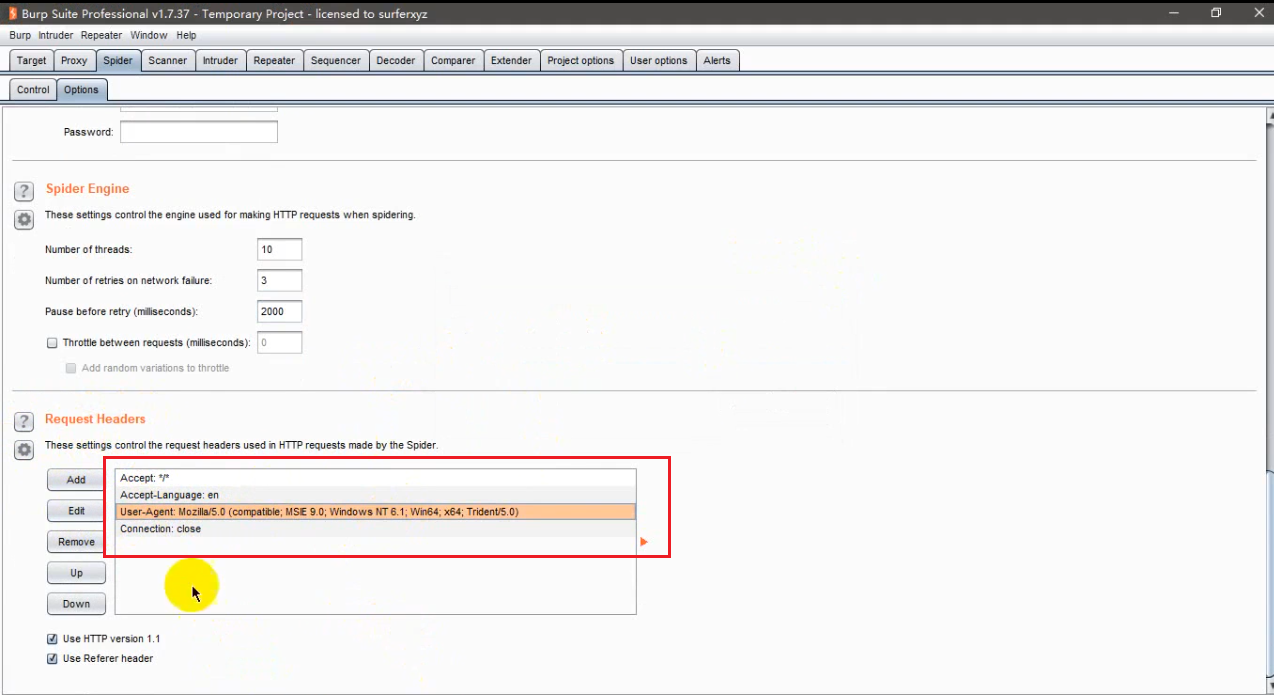 Burp Suite Professional v1.7.37 - Temporary Project - licensed to surferxyz
Burp Intruder Repeater Window Help
Target Proxy Spider Scanner Intruder Repeater Sequencer Decoder Comparer Extender Project options User options Alerts
Control Options
Password:
? Spider Engine
These settings control the engine used for making HTTP requests when spidering.
Number of threads: 10
Number of retries on network failure: 3
Pause before retry (milliseconds): 2000
Throttle between requests (milliseconds): 0
Add random variations to throttle
? Request Headers
These settings control the request headers used in HTTP requests made by the Spider.
Add Accept: */*
Accept-Language: en
Edit User-Agent: Mozilla/5.0 (compatible; MSIE 9.0; Windows NT 6.1; Win64; x64; Trident/5.0)
Connection: close
Remove
Up
Down
Use HTTP version 1.1
Use Referer header